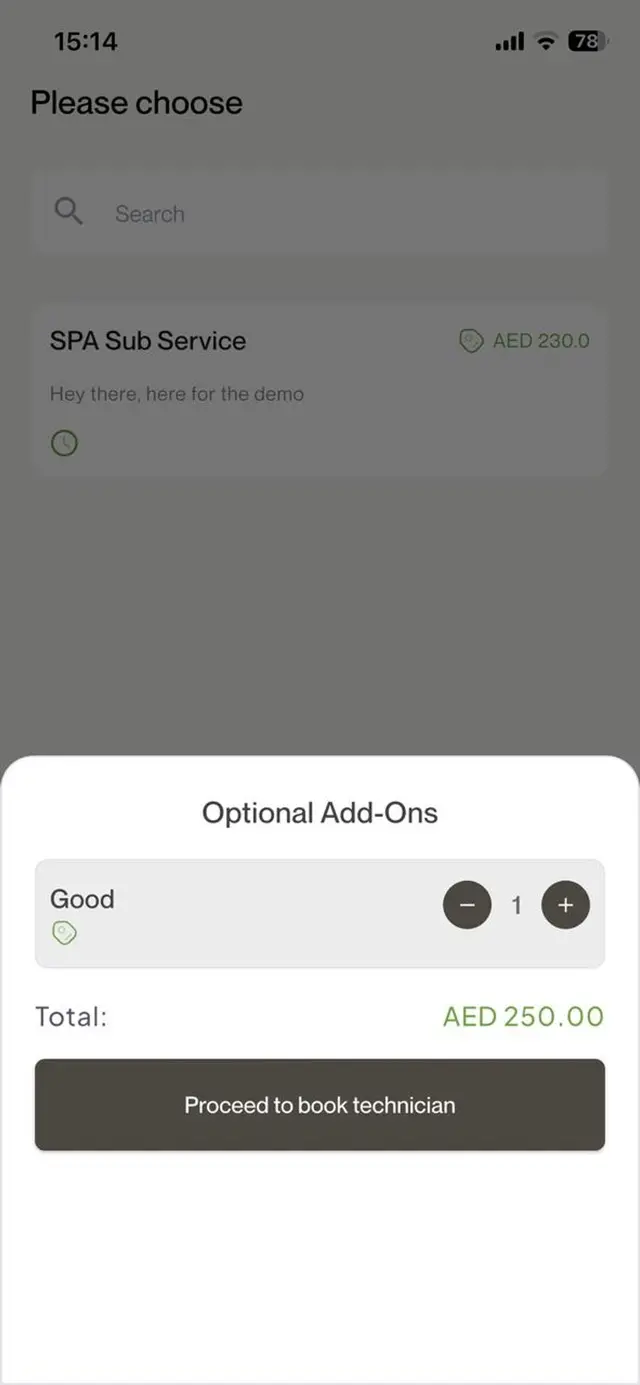 15:14
78
Please choose
Search
SPA Sub Service
AED 230.0
Hey there, here for the demo
Optional Add-Ons
Good
− 1 +
Total:
AED 250.00
Proceed to book technician